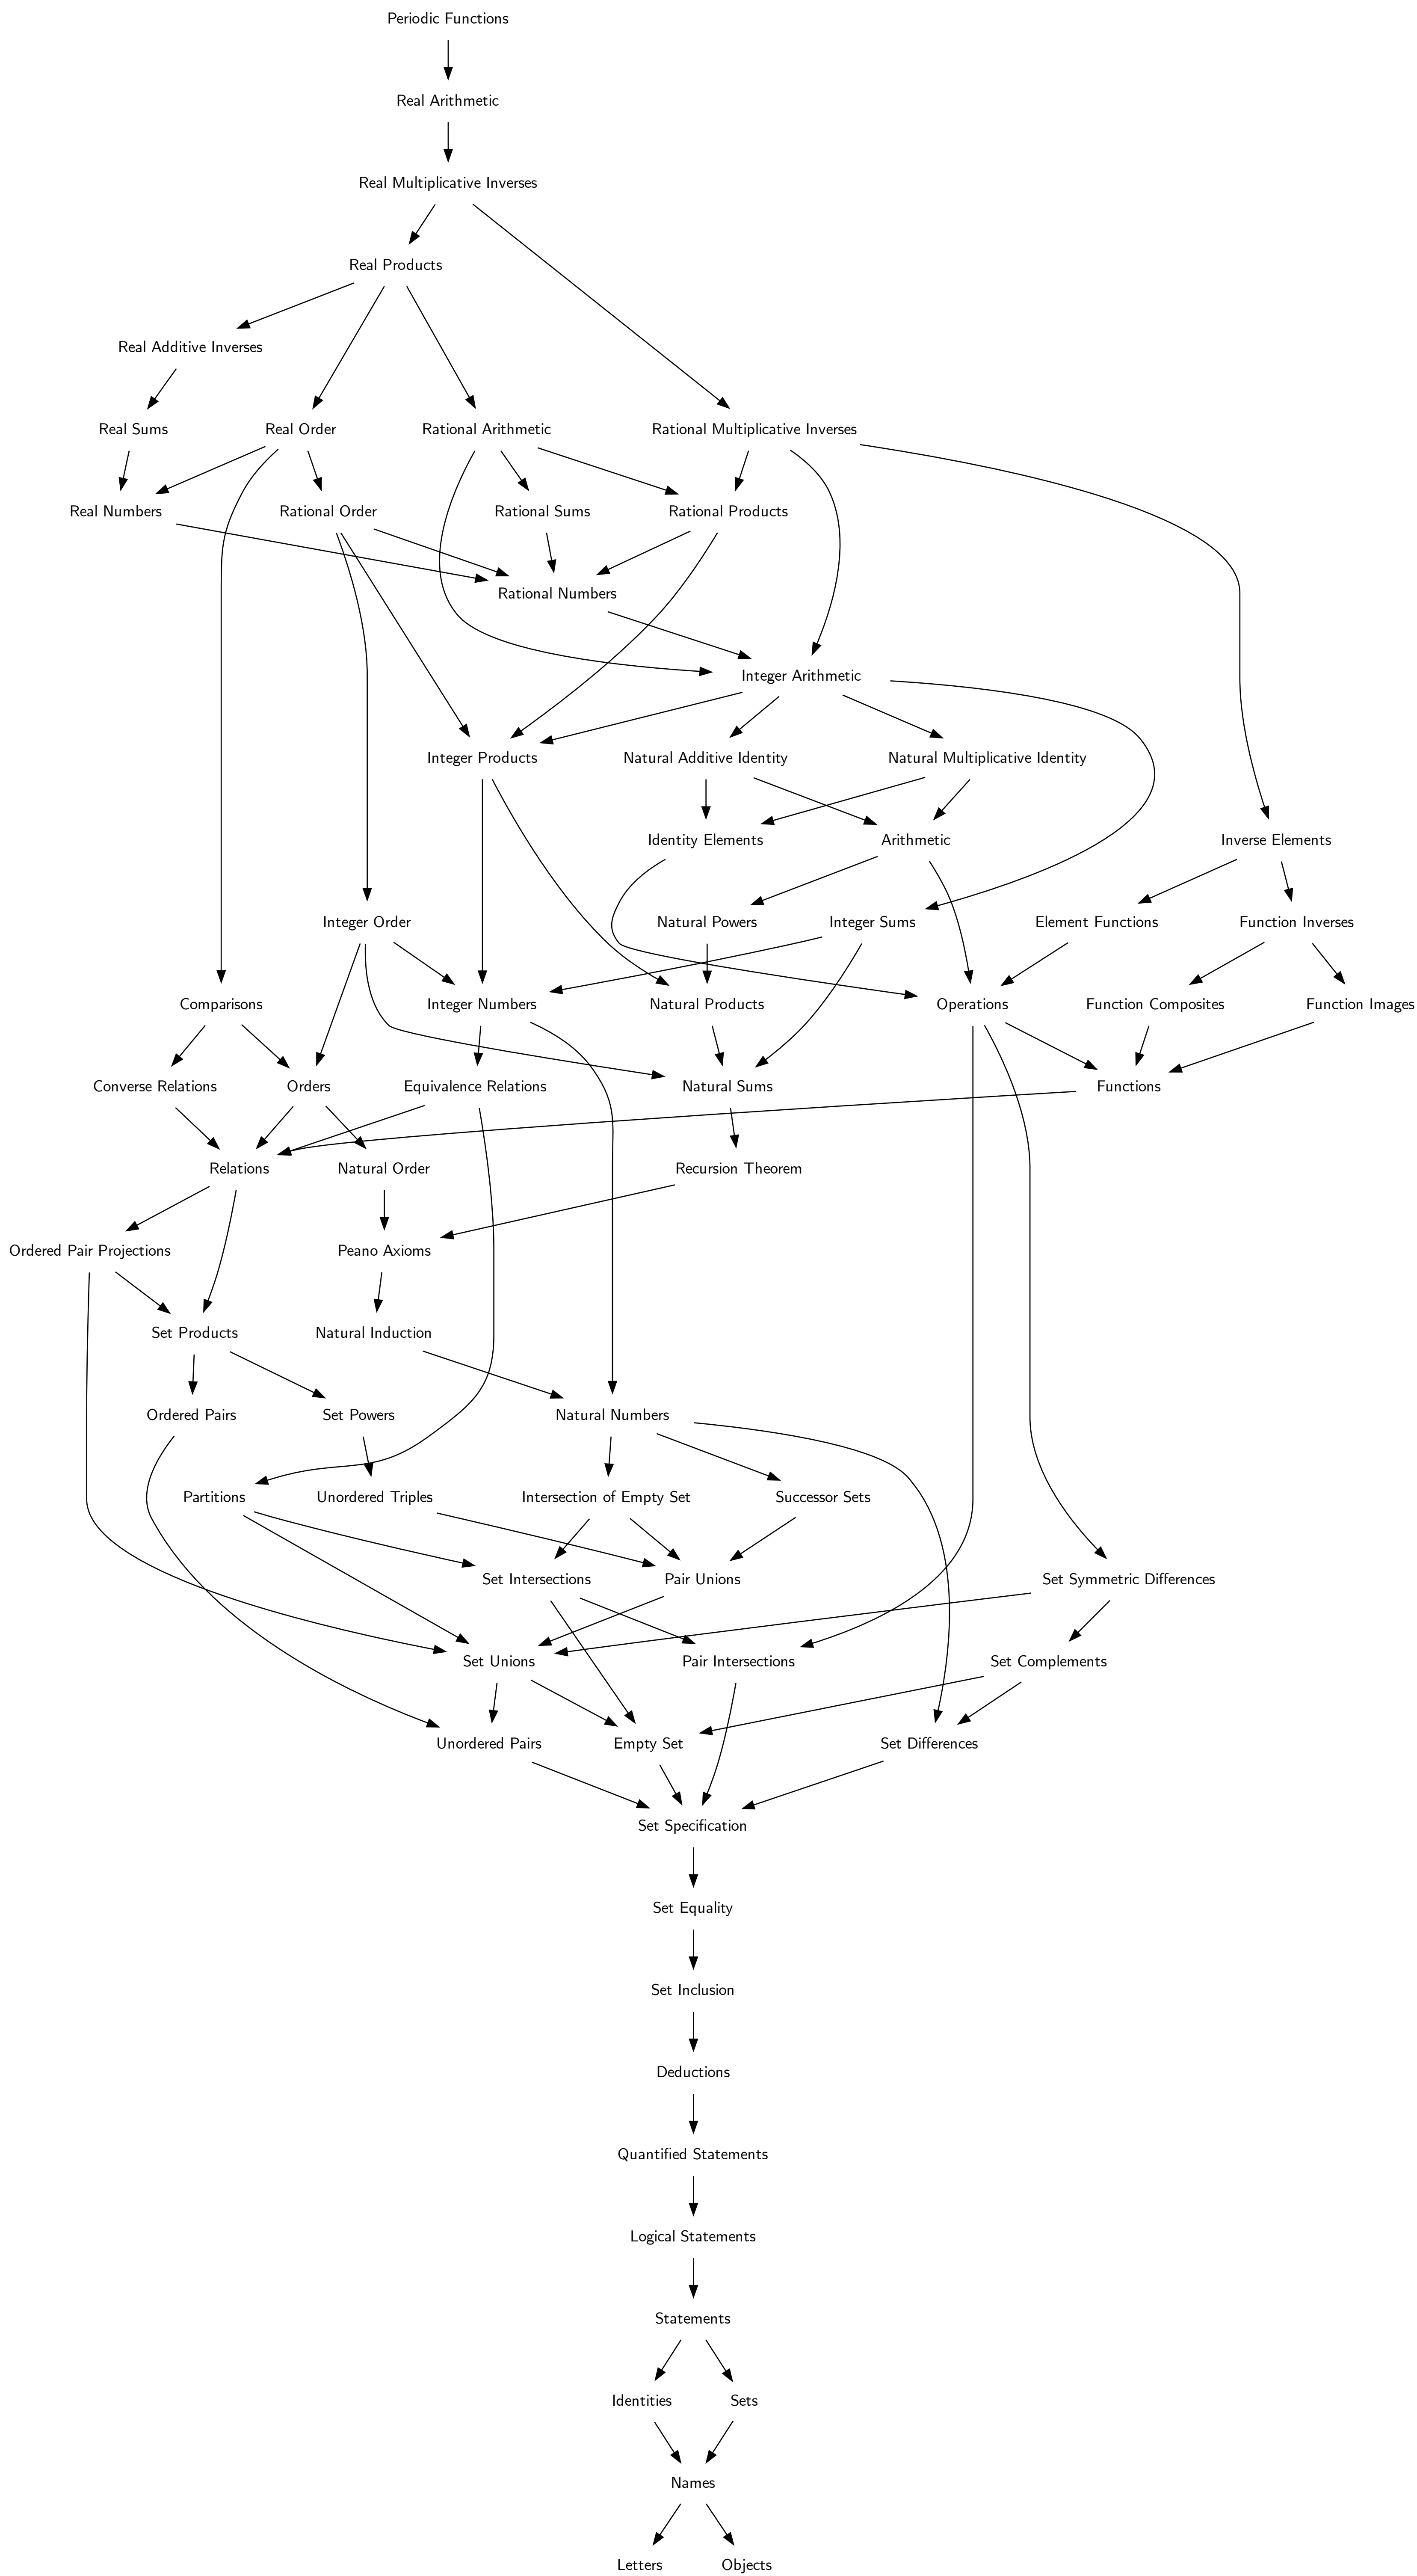 Periodic Functions
Real Arithmetic
Real Multiplicative Inverses
Real Products
Real Additive Inverses
Real Sums
Real Order
Rational Arithmetic
Rational Multiplicative Inverses
Real Numbers
Rational Order
Rational Sums
Rational Products
Rational Numbers
Integer Arithmetic
Integer Products
Natural Additive Identity
Natural Multiplicative Identity
Identity Elements
Arithmetic
Inverse Elements
Integer Order
Natural Powers
Integer Sums
Element Functions
Function Inverses
Comparisons
Integer Numbers
Natural Products
Operations
Function Composites
Function Images
Converse Relations
Orders
Equivalence Relations
Natural Sums
Functions
Relations
Natural Order
Recursion Theorem
Ordered Pair Projections
Peano Axioms
Set Products
Natural Induction
Ordered Pairs
Set Powers
Natural Numbers
Partitions
Unordered Triples
Intersection of Empty Set
Successor Sets
Set Intersections
Pair Unions
Set Symmetric Differences
Set Unions
Pair Intersections
Set Complements
Unordered Pairs
Empty Set
Set Differences
Set Specification
Set Equality
Set Inclusion
Deductions
Quantified Statements
Logical Statements
Statements
Identities
Sets
Names
Letters
Objects